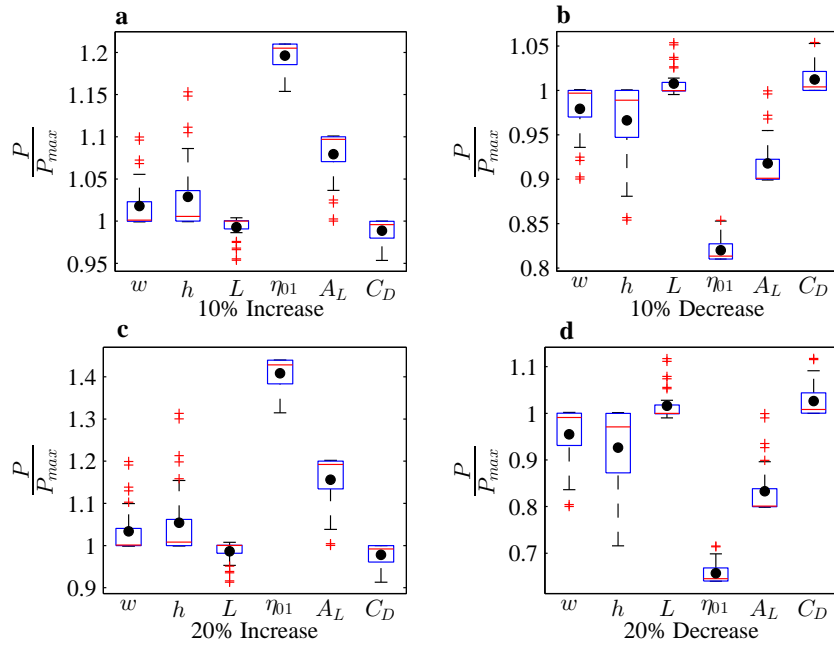 a
1.2
1.15
1.1
1.05
1
0.95
P
P_max
w h L η01 A_L C_D
10% Increase
b
1.05
1
0.95
0.9
0.85
0.8
P
P_max
w h L η01 A_L C_D
10% Decrease
c
1.4
1.3
1.2
1.1
1
0.9
P
P_max
w h L η01 A_L C_D
20% Increase
d
1.1
1
0.9
0.8
0.7
P
P_max
w h L η01 A_L C_D
20% Decrease